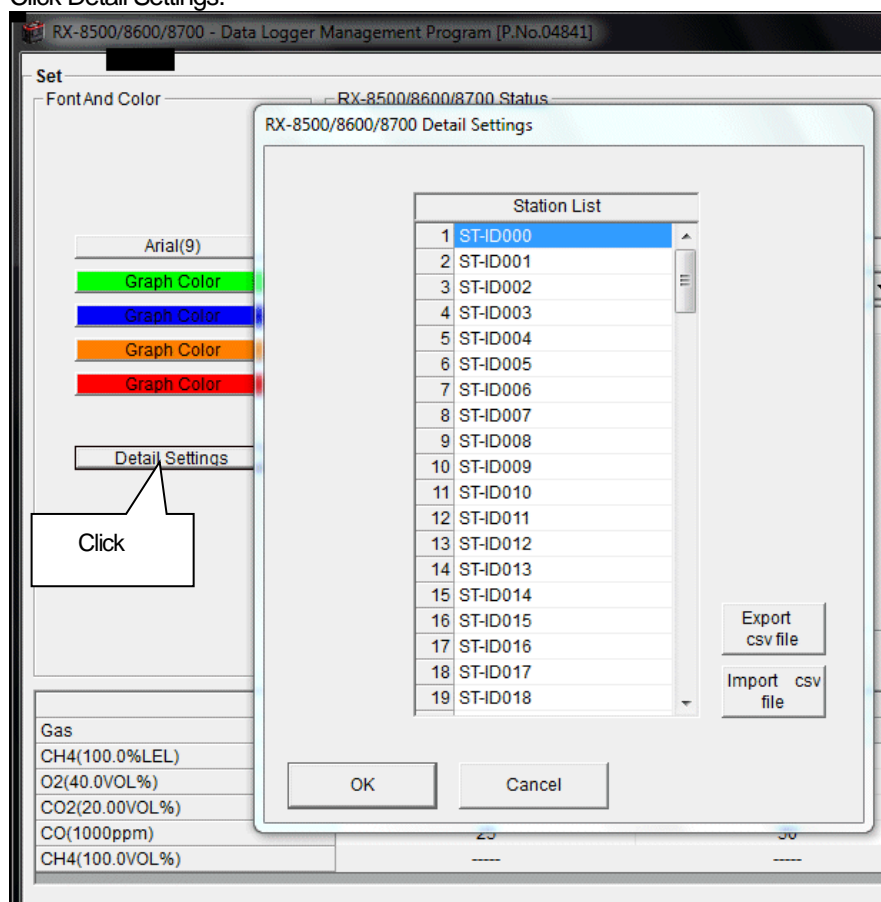 Click Detail Settings.
RX-8500/8600/8700 - Data Logger Management Program [P.No.04841]
Set
Font And Color
RX-8500/8600/8700 Status
RX-8500/8600/8700 Detail Settings
Station List
1 ST-ID000
2 ST-ID001
3 ST-ID002
4 ST-ID003
5 ST-ID004
6 ST-ID005
7 ST-ID006
8 ST-ID007
9 ST-ID008
10 ST-ID009
11 ST-ID010
12 ST-ID011
13 ST-ID012
14 ST-ID013
15 ST-ID014
16 ST-ID015
17 ST-ID016
18 ST-ID017
19 ST-ID018
Arial(9)
Graph Color
Graph Color
Graph Color
Graph Color
Detail Settings
Click
Export
csv file
Import csv
file
OK
Cancel
Gas
CH4(100.0%LEL)
O2(40.0VOL%)
CO2(20.00VOL%)
CO(1000ppm)
CH4(100.0VOL%)
----- -----